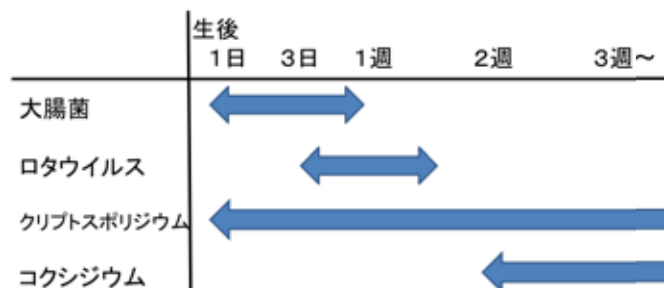 生後
1日 3日 1週 2週 3週～
大腸菌
ロタウイルス
クリプトスポリジウム
コクシジウム